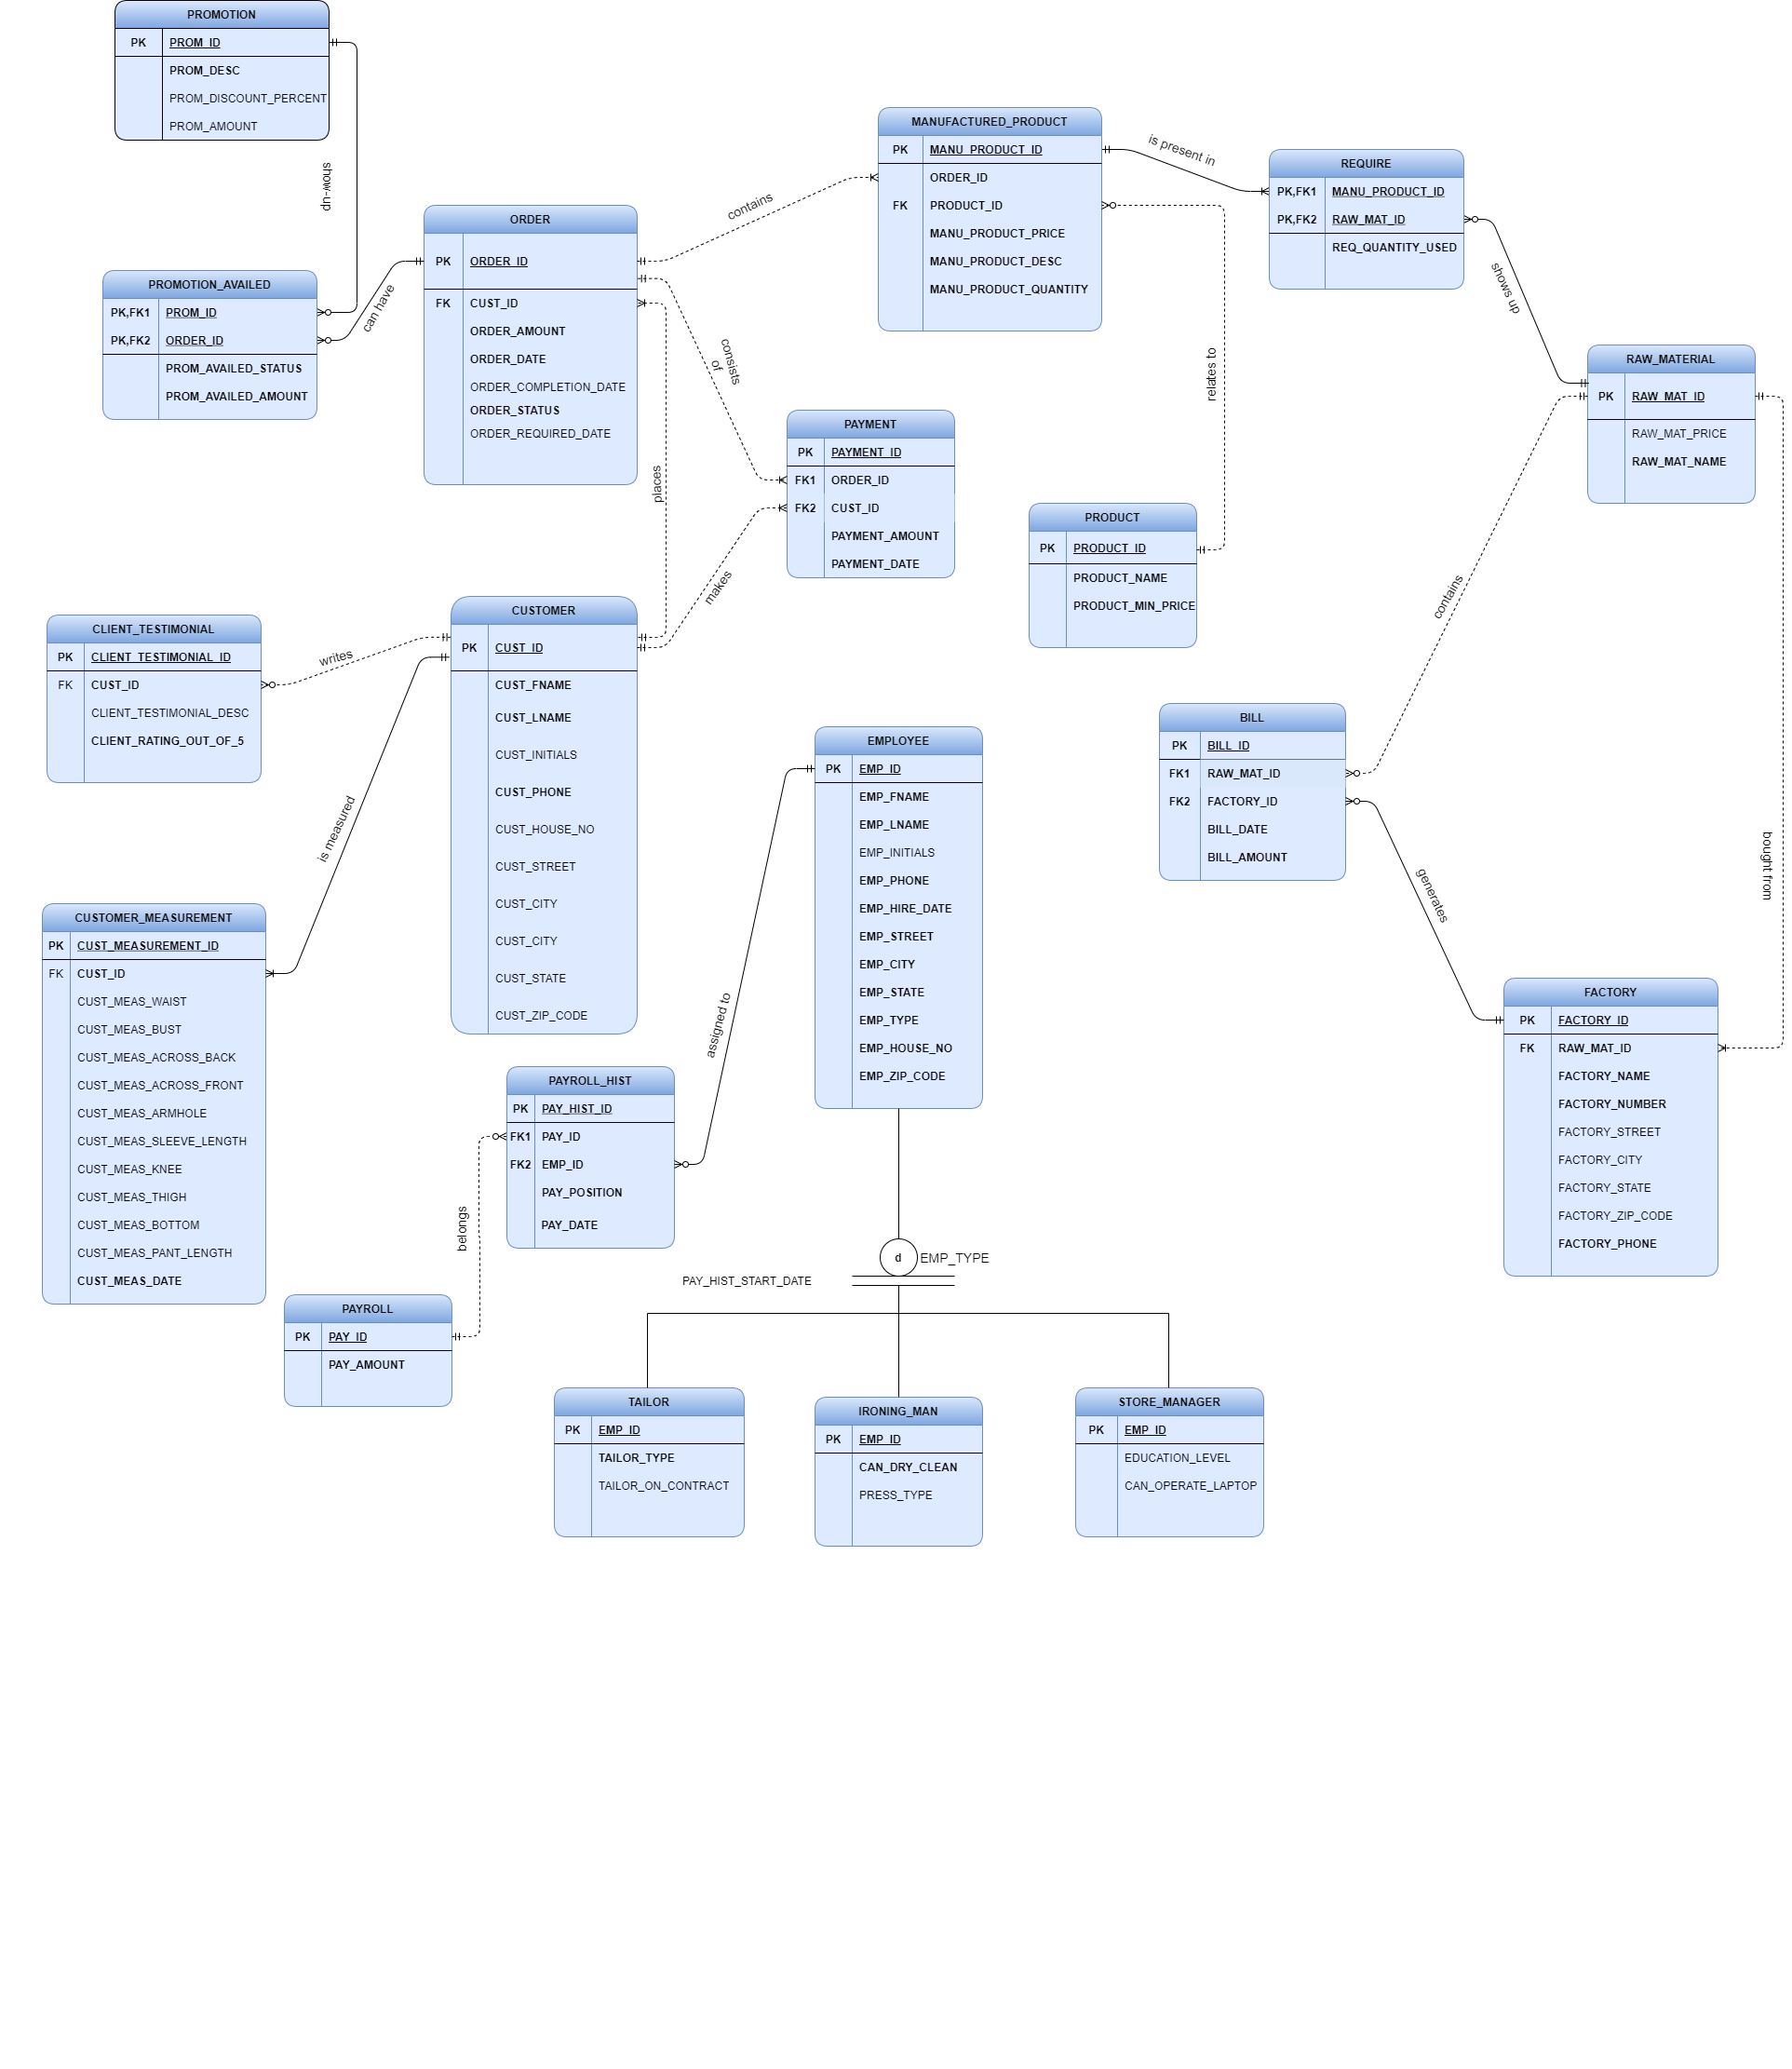 PROMOTION
PK PROM_ID
PROM_DESC
PROM_DISCOUNT_PERCENT
PROM_AMOUNT
show-up
PROMOTION_AVAILED
PK,FK1 PROM_ID
PK,FK2 ORDER_ID
PROM_AVAILED_STATUS
PROM_AVAILED_AMOUNT
can have
ORDER
PK ORDER_ID
FK CUST_ID
ORDER_AMOUNT
ORDER_DATE
ORDER_COMPLETION_DATE
ORDER_STATUS
ORDER_REQUIRED_DATE
contains
consists
of
places
makes
MANUFACTURED_PRODUCT
PK MANU_PRODUCT_ID
ORDER_ID
FK PRODUCT_ID
MANU_PRODUCT_PRICE
MANU_PRODUCT_DESC
MANU_PRODUCT_QUANTITY
is present in
relates to
REQUIRE
PK,FK1 MANU_PRODUCT_ID
PK,FK2 RAW_MAT_ID
REQ_QUANTITY_USED
shows up
RAW_MATERIAL
PK RAW_MAT_ID
RAW_MAT_PRICE
RAW_MAT_NAME
contains
bought from
PAYMENT
PK PAYMENT_ID
FK1 ORDER_ID
FK2 CUST_ID
PAYMENT_AMOUNT
PAYMENT_DATE
PRODUCT
PK PRODUCT_ID
PRODUCT_NAME
PRODUCT_MIN_PRICE
CLIENT_TESTIMONIAL
PK CLIENT_TESTIMONIAL_ID
FK CUST_ID
CLIENT_TESTIMONIAL_DESC
CLIENT_RATING_OUT_OF_5
writes
is measured
CUSTOMER
PK CUST_ID
CUST_FNAME
CUST_LNAME
CUST_INITIALS
CUST_PHONE
CUST_HOUSE_NO
CUST_STREET
CUST_CITY
CUST_CITY
CUST_STATE
CUST_ZIP_CODE
EMPLOYEE
PK EMP_ID
EMP_FNAME
EMP_LNAME
EMP_INITIALS
EMP_PHONE
EMP_HIRE_DATE
EMP_STREET
EMP_CITY
EMP_STATE
EMP_TYPE
EMP_HOUSE_NO
EMP_ZIP_CODE
assigned to
BILL
PK BILL_ID
FK1 RAW_MAT_ID
FK2 FACTORY_ID
BILL_DATE
BILL_AMOUNT
generates
FACTORY
PK FACTORY_ID
FK RAW_MAT_ID
FACTORY_NAME
FACTORY_NUMBER
FACTORY_STREET
FACTORY_CITY
FACTORY_STATE
FACTORY_ZIP_CODE
FACTORY_PHONE
CUSTOMER_MEASUREMENT
PK CUST_MEASUREMENT_ID
FK CUST_ID
CUST_MEAS_WAIST
CUST_MEAS_BUST
CUST_MEAS_ACROSS_BACK
CUST_MEAS_ACROSS_FRONT
CUST_MEAS_ARMHOLE
CUST_MEAS_SLEEVE_LENGTH
CUST_MEAS_KNEE
CUST_MEAS_THIGH
CUST_MEAS_BOTTOM
CUST_MEAS_PANT_LENGTH
CUST_MEAS_DATE
PAYROLL_HIST
PK PAY_HIST_ID
FK1 PAY_ID
FK2 EMP_ID
PAY_POSITION
PAY_DATE
belongs
PAYROLL
PK PAY_ID
PAY_AMOUNT
d EMP_TYPE
PAY_HIST_START_DATE
TAILOR
PK EMP_ID
TAILOR_TYPE
TAILOR_ON_CONTRACT
IRONING_MAN
PK EMP_ID
CAN_DRY_CLEAN
PRESS_TYPE
STORE_MANAGER
PK EMP_ID
EDUCATION_LEVEL
CAN_OPERATE_LAPTOP